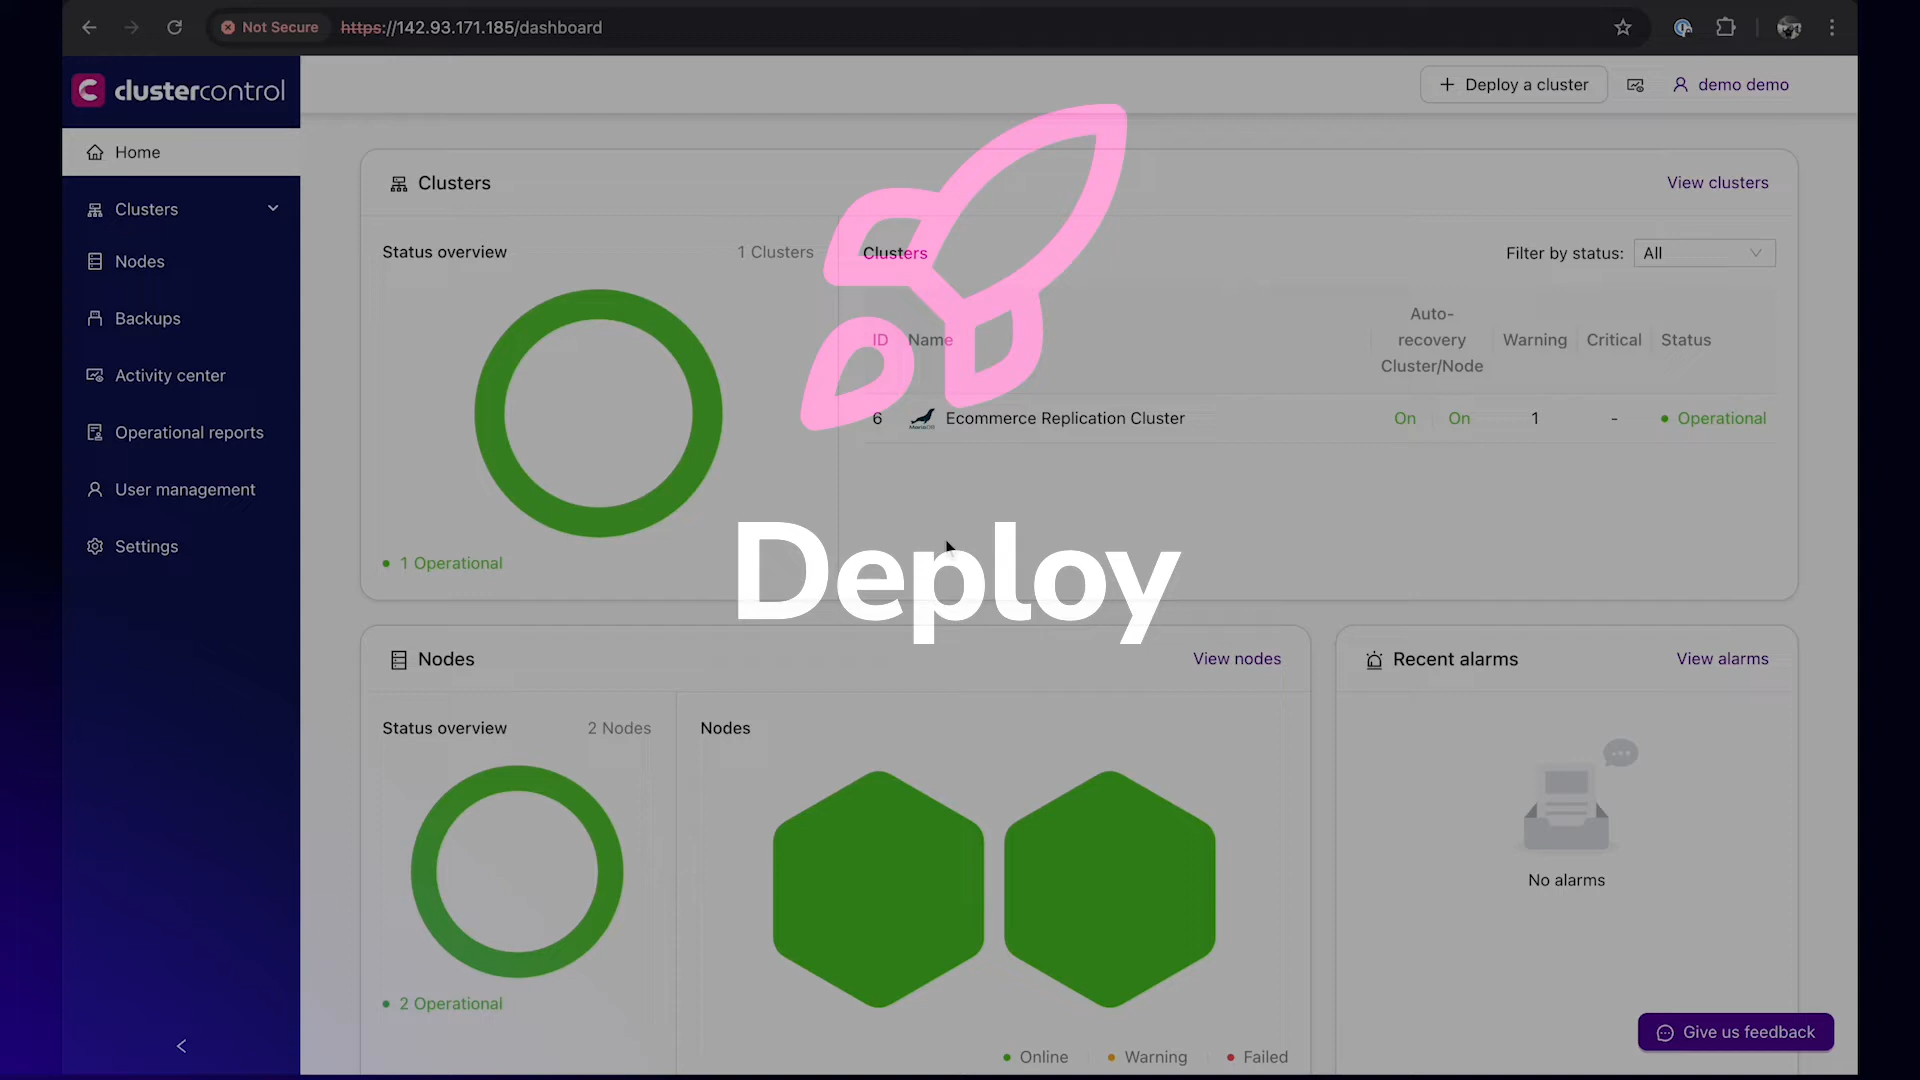 Not Secure https://142.93.171.185/dashboard
clustercontrol
Deploy a cluster
demo demo
Home
Clusters
Nodes
Backups
Activity center
Operational reports
User management
Settings
Clusters
View clusters
Status overview
1 Clusters
1 Operational
Clusters
Filter by status: All
ID Name Auto-recovery Cluster/Node Warning Critical Status
6 MariaDB Ecommerce Replication Cluster On On 1 - Operational
Deploy
Nodes
View nodes
Status overview
2 Nodes
2 Operational
Nodes
Online Warning Failed
Recent alarms
View alarms
No alarms
Give us feedback